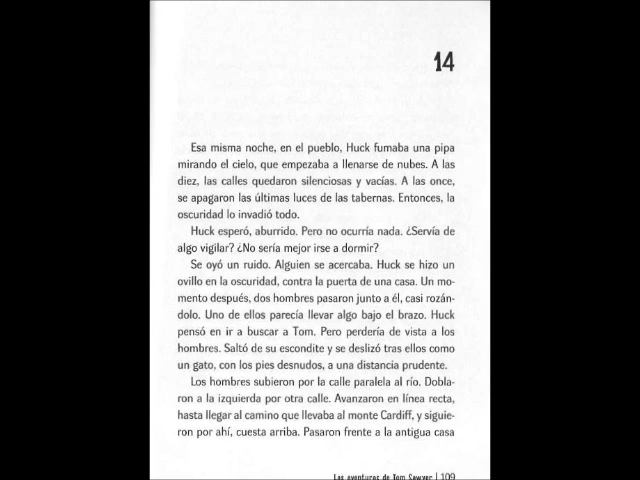 14
Esa misma noche, en el pueblo, Huck fumaba una pipa
mirando el cielo, que empezaba a llenarse de nubes. A las
diez, las calles quedaron silenciosas y vacías. A las once,
se apagaron las últimas luces de las tabernas. Entonces, la
oscuridad lo invadió todo.
Huck esperó, aburrido. Pero no ocurría nada. ¿Servía de
algo vigilar? ¿No sería mejor irse a dormir?
Se oyó un ruido. Alguien se acercaba. Huck se hizo un
ovillo en la oscuridad, contra la puerta de una casa. Un mo-
mento después, dos hombres pasaron junto a él, casi rozán-
dolo. Uno de ellos parecía llevar algo bajo el brazo. Huck
pensó en ir a buscar a Tom. Pero perdería de vista a los
hombres. Saltó de su escondite y se deslizó tras ellos como
un gato, con los pies desnudos, a una distancia prudente.
Los hombres subieron por la calle paralela al río. Dobla-
ron a la izquierda por otra calle. Avanzaron en línea recta,
hasta llegar al camino que llevaba al monte Cardiff, y siguie-
ron por ahí, cuesta arriba. Pasaron frente a la antigua casa
Las aventuras de Tom Sawyer | 109